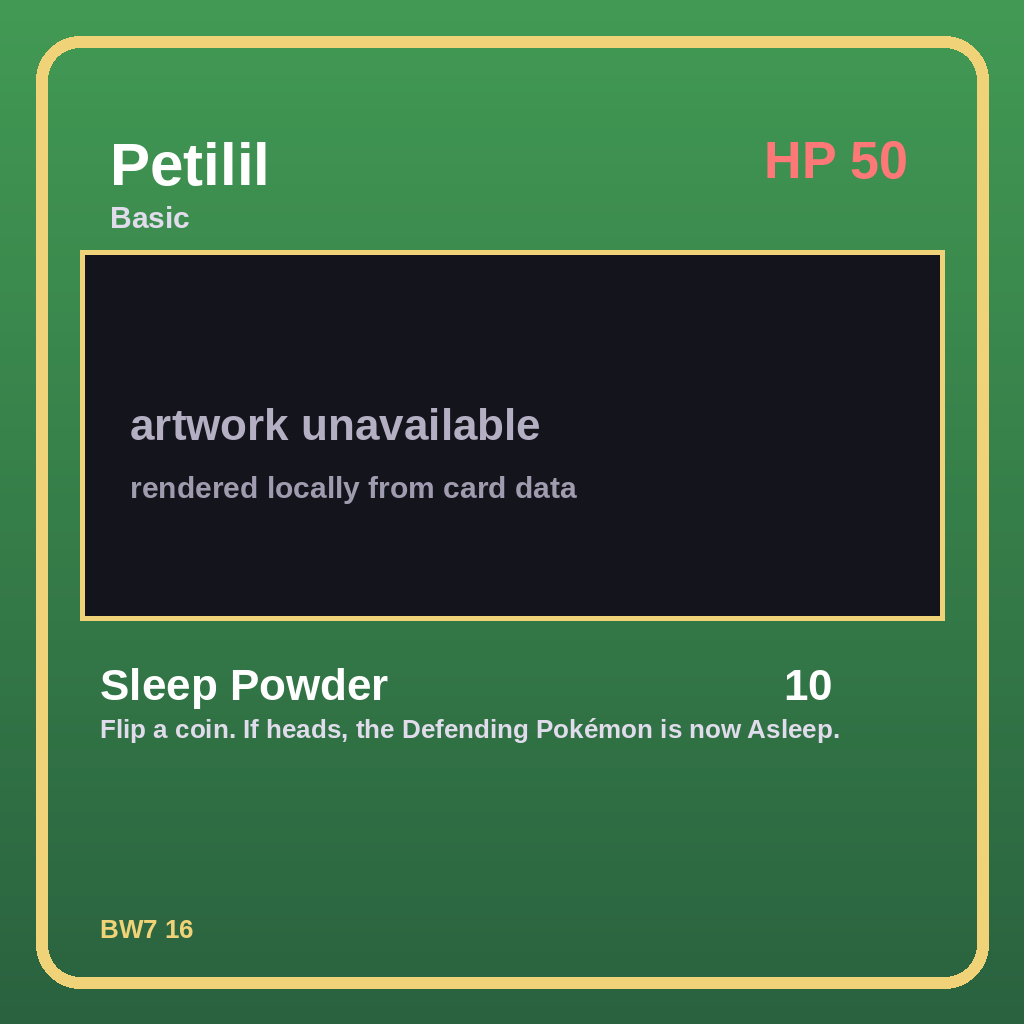 Petilil
HP 50
Basic
artwork unavailable
rendered locally from card data
Sleep Powder 10
Flip a coin. If heads, the Defending Pokémon is now Asleep.
BW7 16